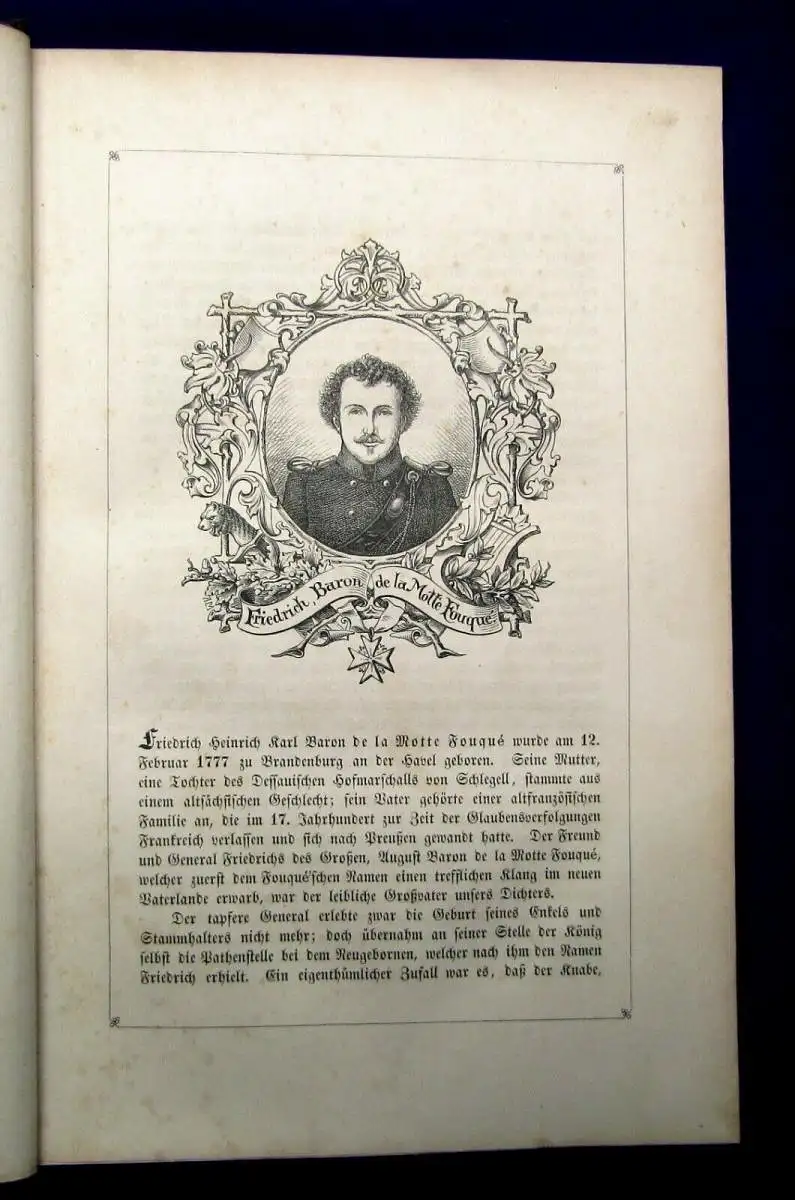 Friedrich, Baron de la Motte Fouqué.
Friedrich Heinrich Karl Baron de la Motte Fouqué wurde am 12.
Februar 1777 zu Brandenburg an der Havel geboren. Seine Mutter,
eine Tochter des Dessauischen Hofmarschalls von Schlegell, stammte aus
einem altsächsischen Geschlecht; sein Vater gehörte einer altfranzösischen
Familie an, die im 17. Jahrhundert zur Zeit der Glaubensverfolgungen
Frankreich verlassen und sich nach Preußen gewandt hatte. Der Freund
und General Friedrichs des Großen, August Baron de la Motte Fouqué,
welcher zuerst dem Fouqué'schen Namen einen trefflichen Klang im neuen
Vaterlande erwarb, war der leibliche Großvater unsers Dichters.
Der tapfere General erlebte zwar die Geburt seines Enkels und
Stammhalters nicht mehr; doch übernahm an seiner Stelle der König
selbst die Pathenstelle bei dem Neugebornen, welcher nach ihm den Namen
Friedrich erhielt. Ein eigenthümlicher Zufall war es, daß der Knabe,